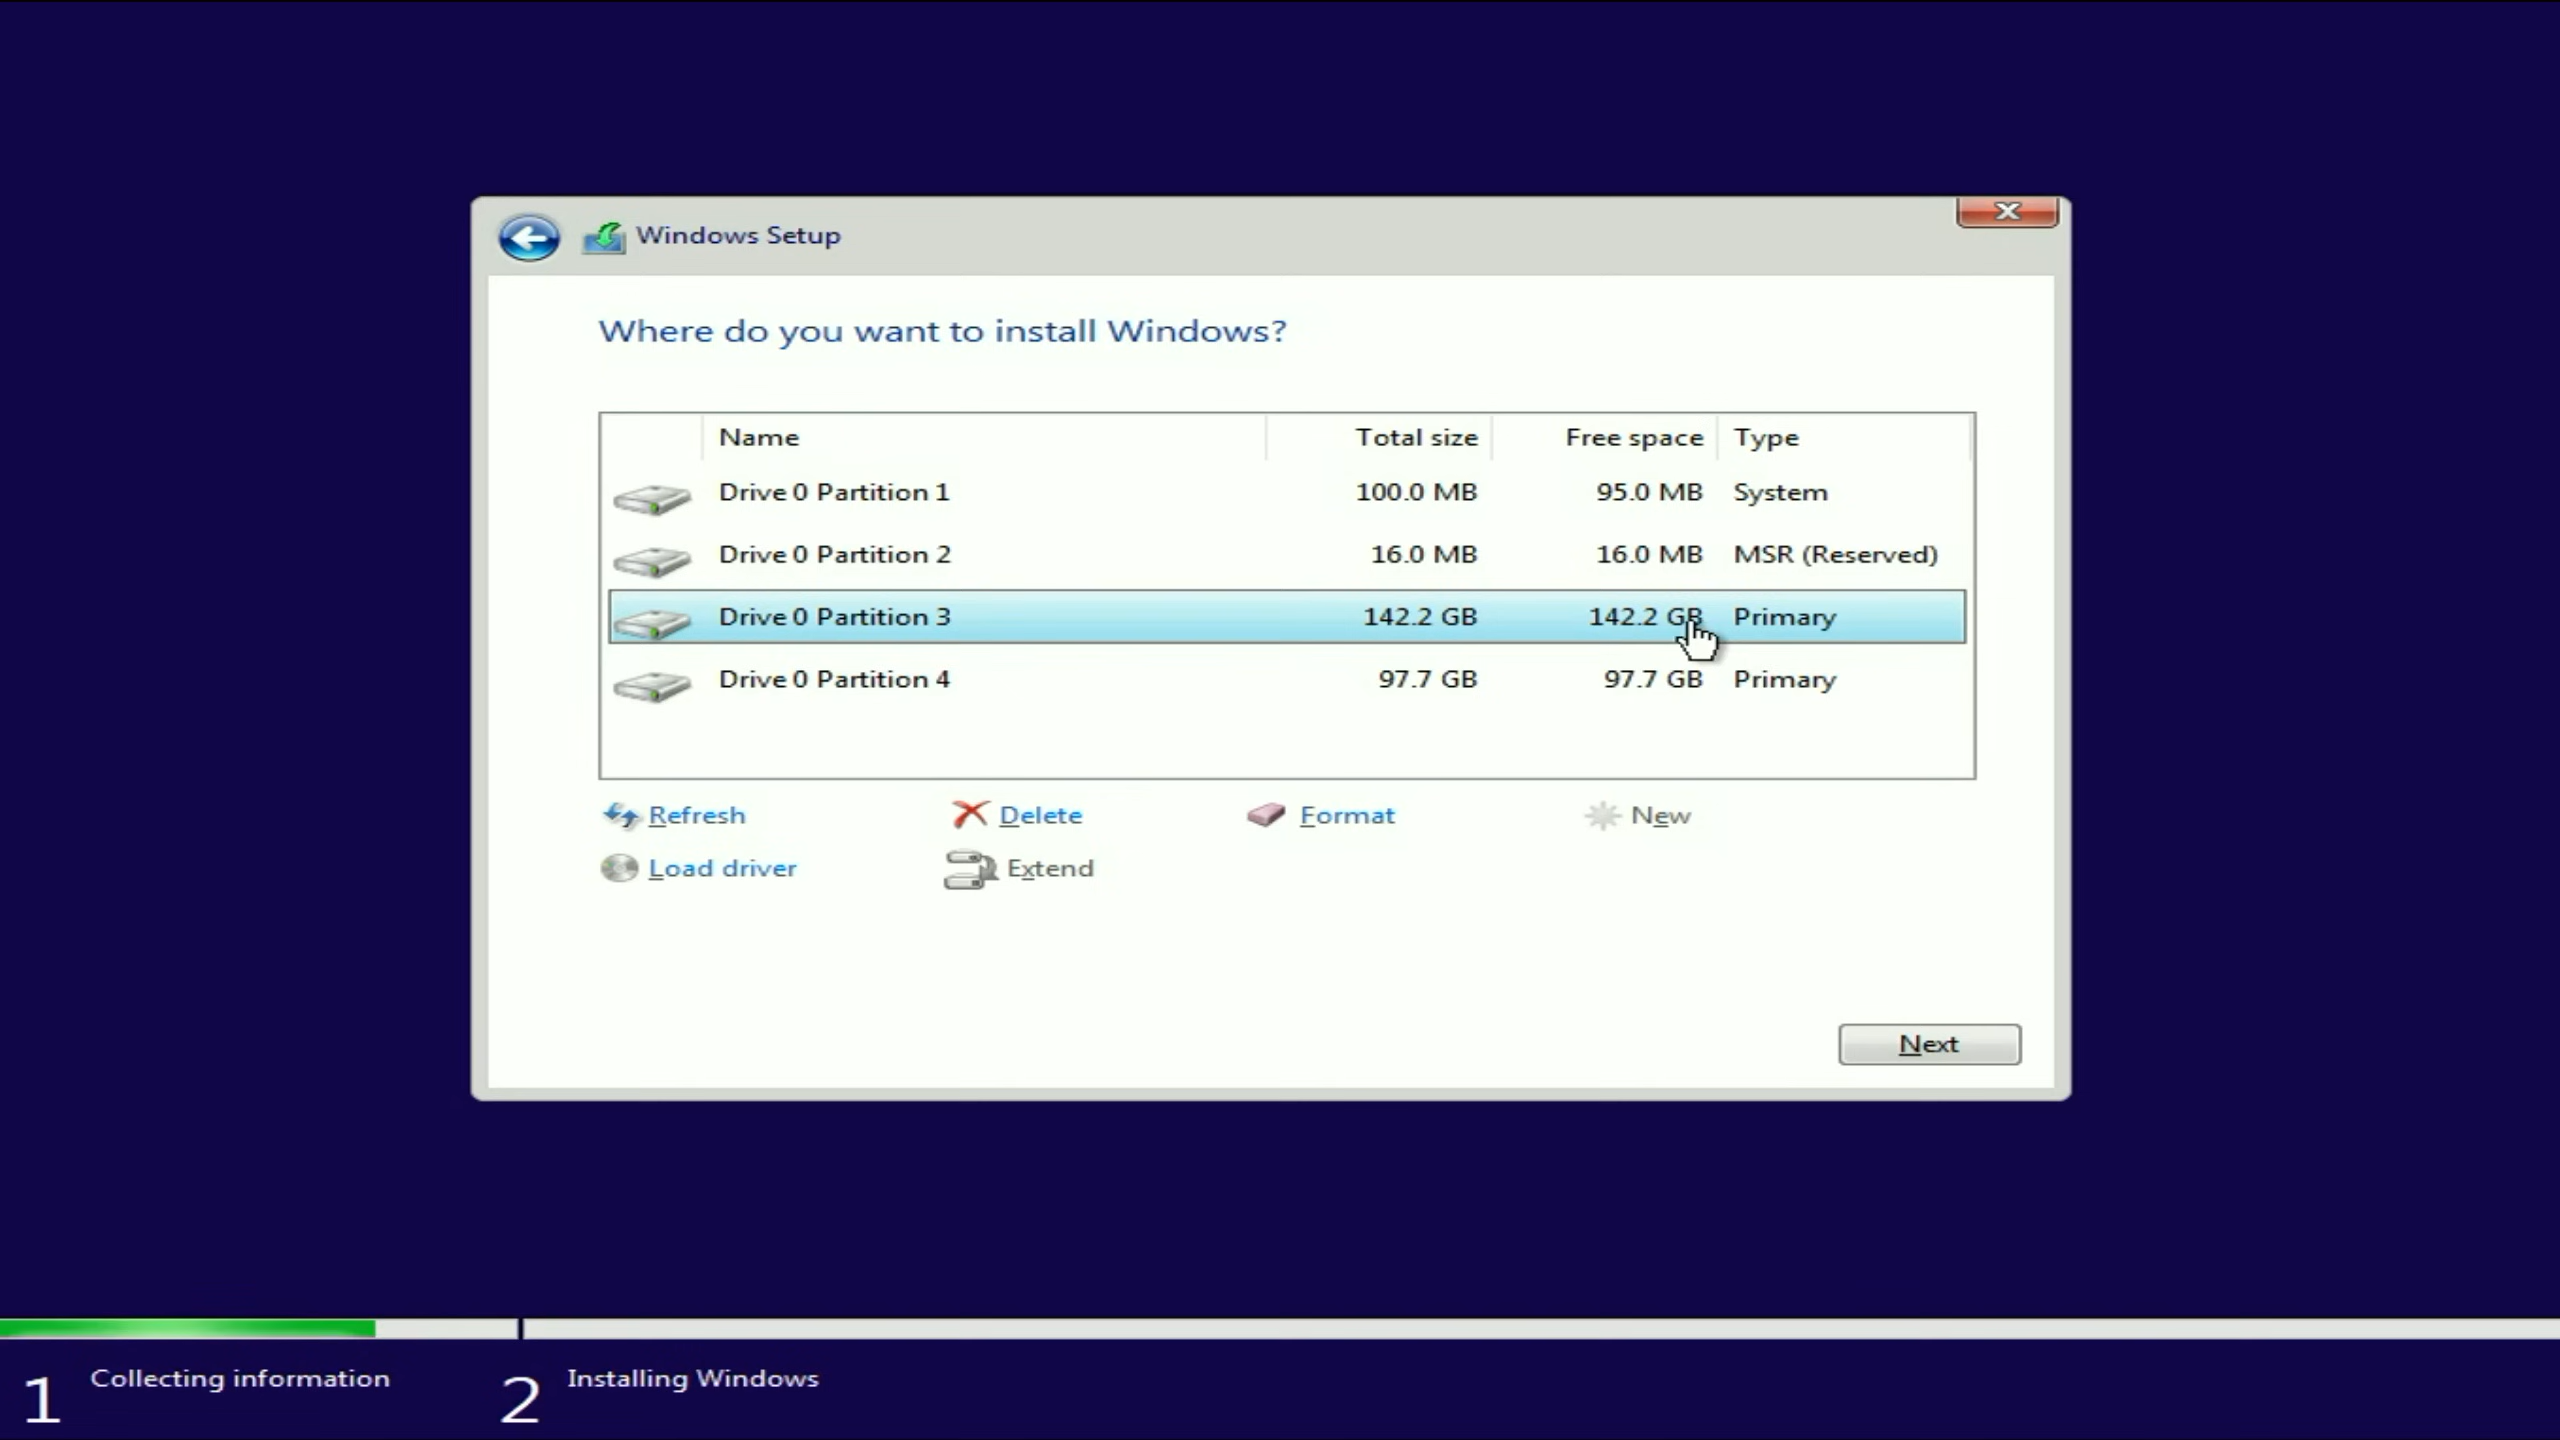 Windows Setup
Where do you want to install Windows?
Name Total size Free space Type
Drive 0 Partition 1 100.0 MB 95.0 MB System
Drive 0 Partition 2 16.0 MB 16.0 MB MSR (Reserved)
Drive 0 Partition 3 142.2 GB 142.2 GB Primary
Drive 0 Partition 4 97.7 GB 97.7 GB Primary
Refresh Delete Format New
Load driver Extend
Next
1 Collecting information 2 Installing Windows